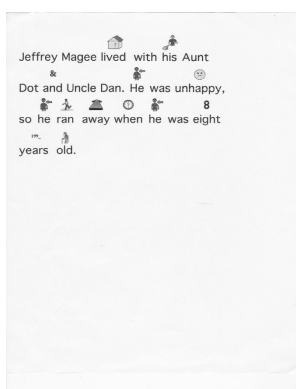 Jeffrey Magee lived with his Aunt
&
Dot and Uncle Dan. He was unhappy,
8
so he ran away when he was eight
years old.